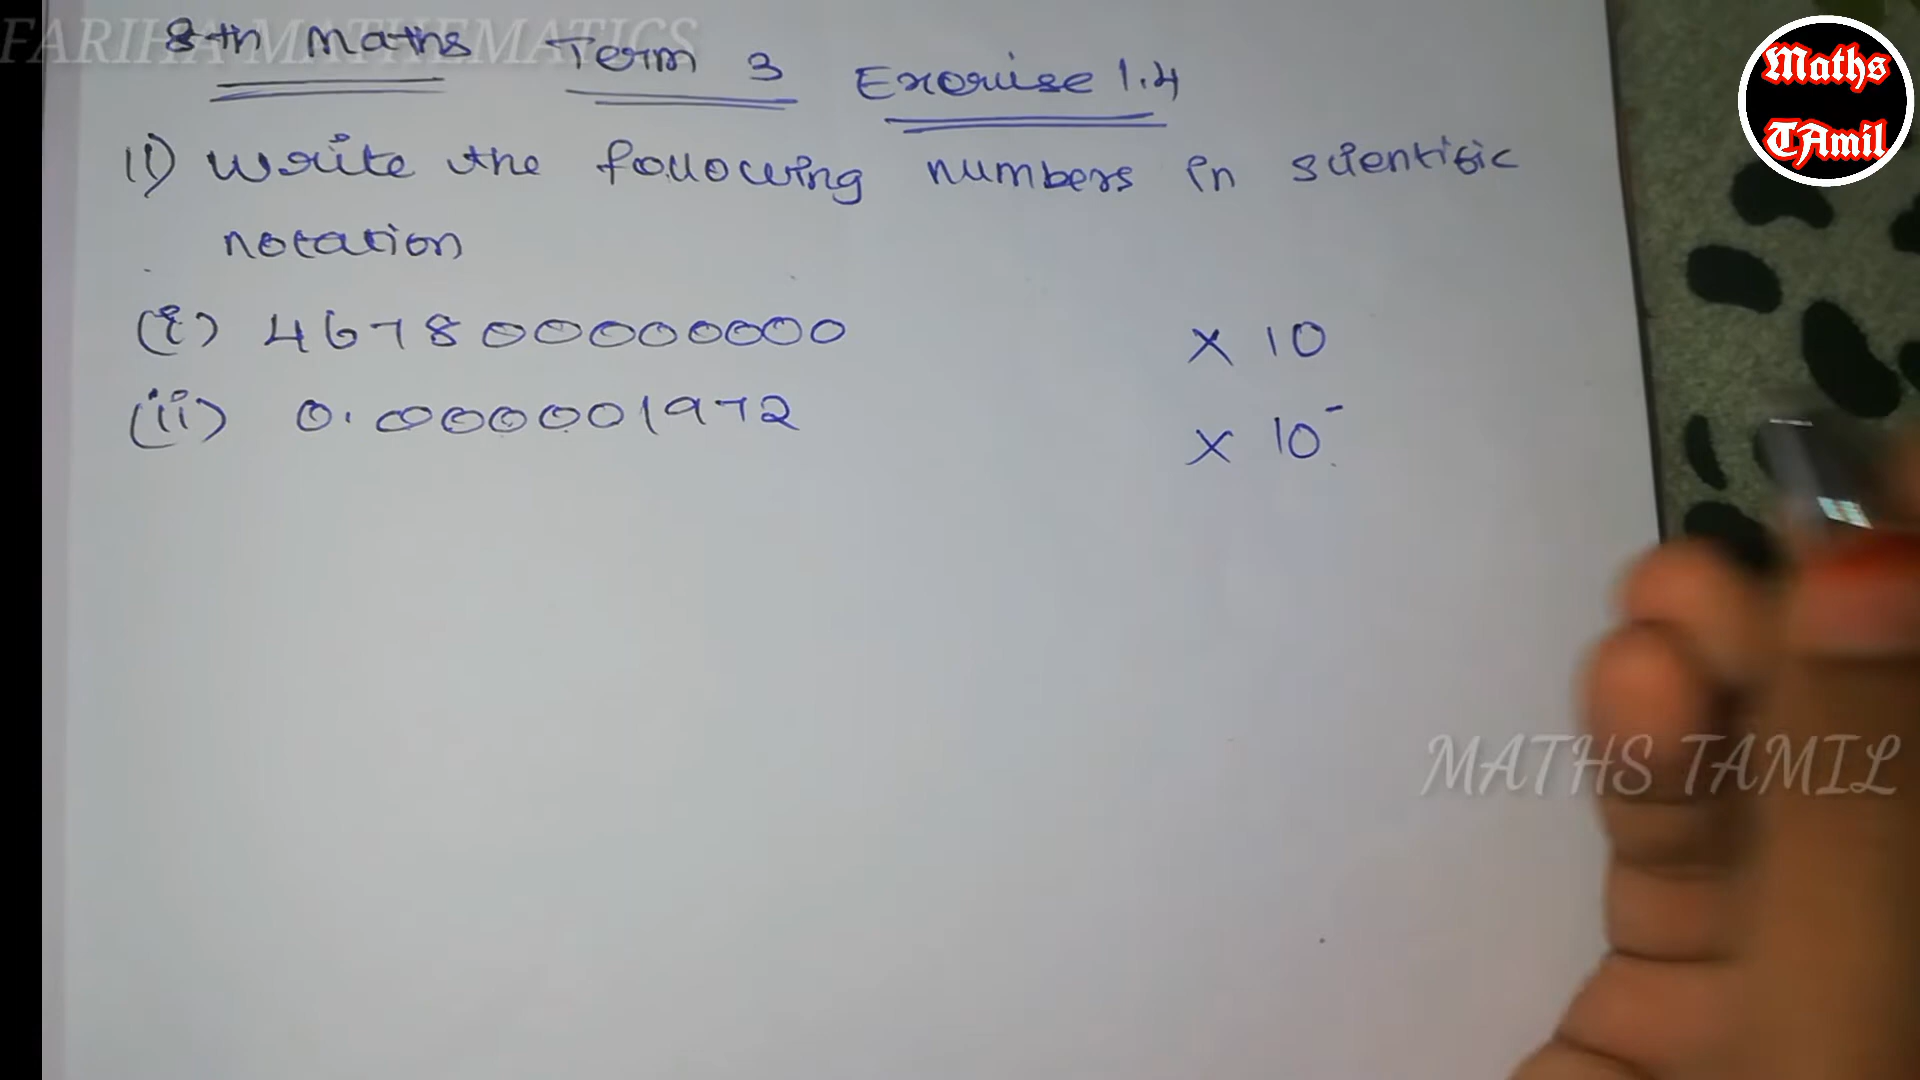 FARIHA MATHEMATICS
8th Maths Term 3 Exercise 1.4
Maths
TAmil
11) Write the following numbers in scientific
notation
(i) 467800000000 × 10
(ii) 0.000001972 × 10⁻
MATHS TAMIL